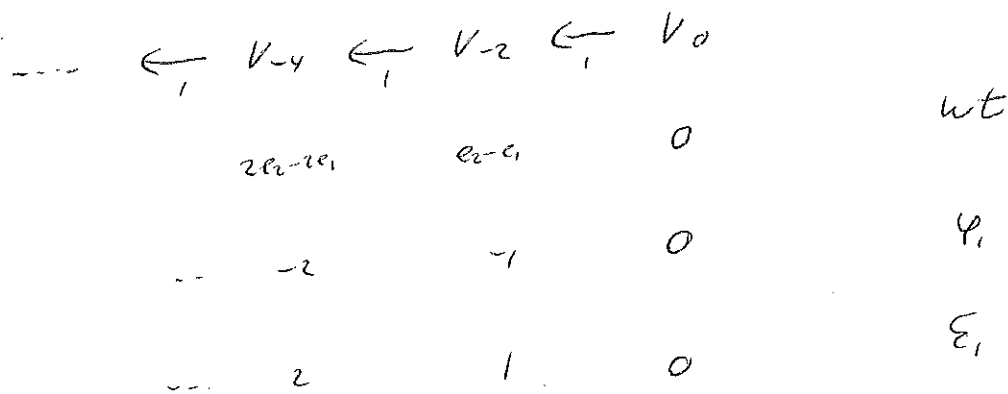 .... ←₁ V₋₄ ←₁ V₋₂ ←₁ V₀
2e₂-2e₁ e₂-e₁ 0 wt
.. -2 -1 0 φ₁
... 2 1 0 ε₁